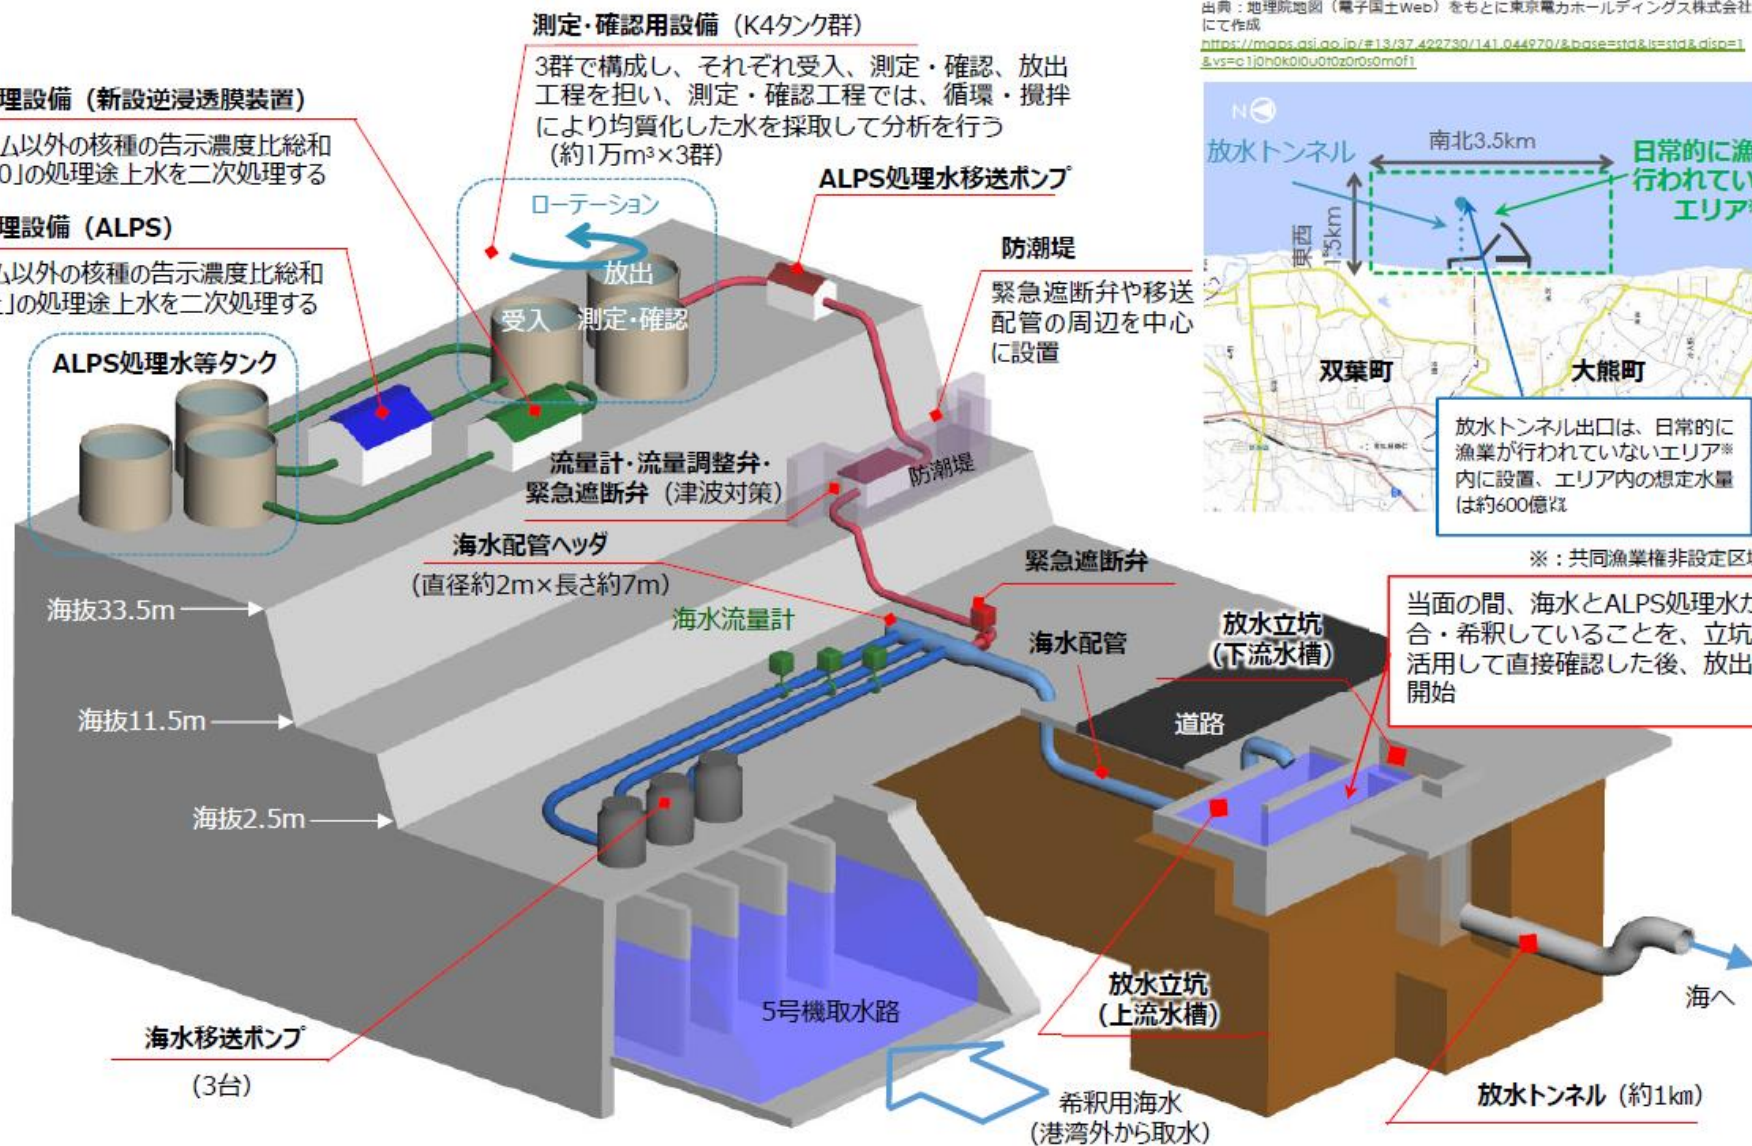 測定・確認用設備（K4タンク群）
3群で構成し、それぞれ受入、測定・確認、放出
工程を担い、測定・確認工程では、循環・攪拌
により均質化した水を採取して分析を行う
（約1万m³×3群）
理設備（新設逆浸透膜装置）
ム以外の核種の告示濃度比総和
0」の処理途上水を二次処理する
理設備（ALPS）
ム以外の核種の告示濃度比総和
」の処理途上水を二次処理する
ALPS処理水等タンク
ローテーション
放出
受入
測定・確認
ALPS処理水移送ポンプ
防潮堤
緊急遮断弁や移送
配管の周辺を中心
に設置
流量計・流量調整弁・
緊急遮断弁（津波対策）
防潮堤
海水配管ヘッダ
(直径約2m×長さ約7m)
海水流量計
緊急遮断弁
海水配管
放水立坑
(下流水槽)
道路
海抜33.5m
海抜11.5m
海抜2.5m
5号機取水路
海水移送ポンプ
(3台)
希釈用海水
(港湾外から取水)
放水立坑
(上流水槽)
放水トンネル（約1km）
海へ
出典：地理院地図（電子国土Web）をもとに東京電力ホールディングス株式会社
にて作成
https://maps.gsi.go.jp/#13/37.422730/141.044970/&base=std&ls=std&disp=1
&vs=c1j0h0k0l0u0t0z0r0s0m0f1
N
放水トンネル
南北3.5km
東西
1.5km
日常的に漁
行われてい
エリア
双葉町
大熊町
放水トンネル出口は、日常的に
漁業が行われていないエリア※
内に設置、エリア内の想定水量
は約600億㍑
※：共同漁業権非設定区域
当面の間、海水とALPS処理水が
合・希釈していることを、立坑
活用して直接確認した後、放出
開始